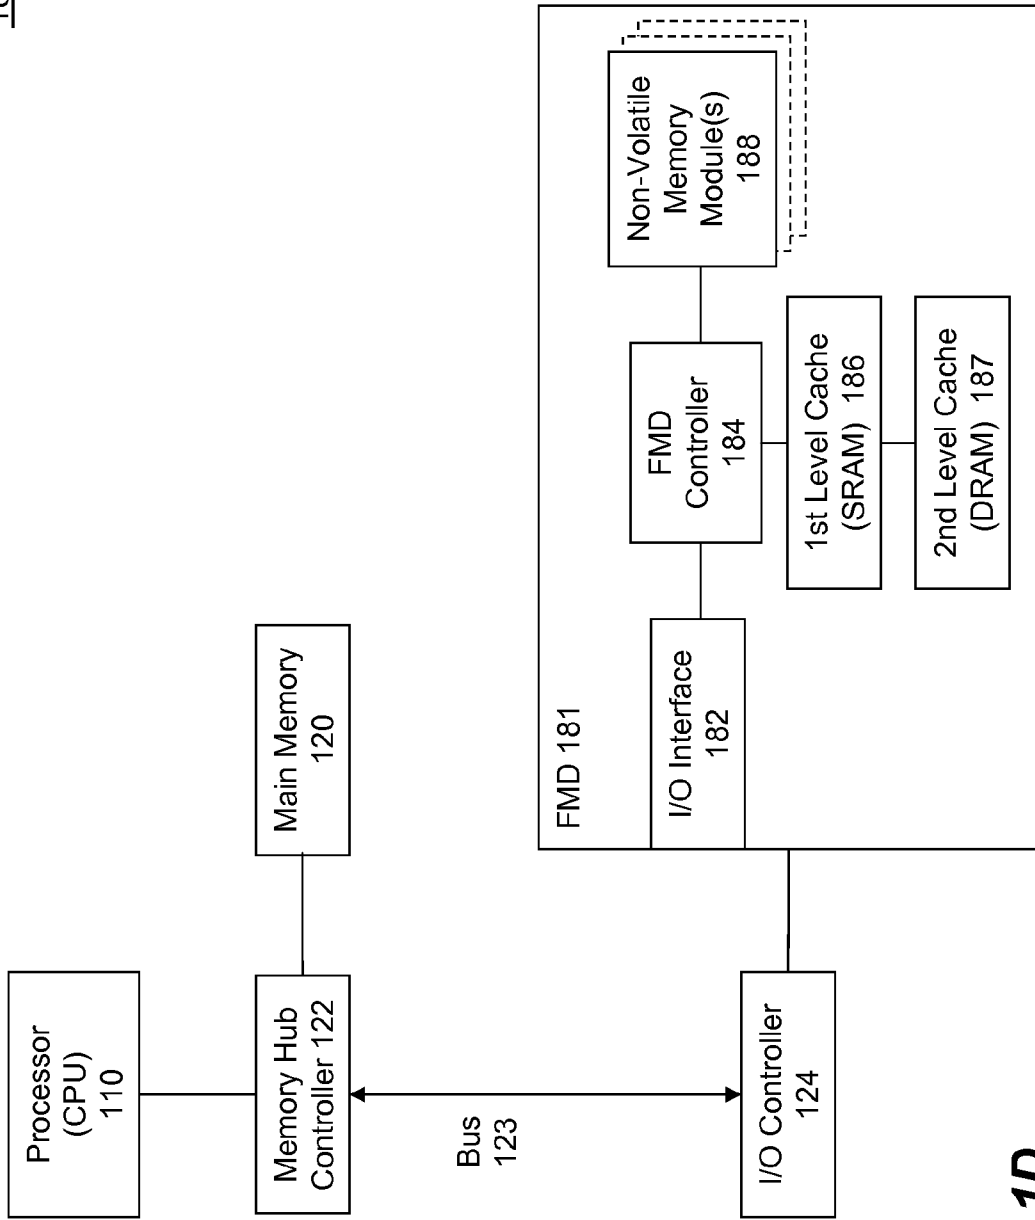 Processor
(CPU)
110
Memory Hub
Controller 122
Main Memory
120
Bus
123
I/O Controller
124
FMD 181
I/O Interface
182
FMD
Controller
184
Non-Volatile
Memory
Module(s)
188
1st Level Cache
(SRAM) 186
2nd Level Cache
(DRAM) 187
1D